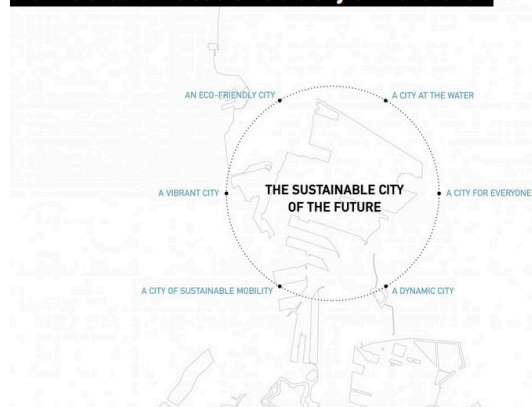 AN ECO-FRIENDLY CITY
A CITY AT THE WATER
A VIBRANT CITY
THE SUSTAINABLE CITY
OF THE FUTURE
A CITY FOR EVERYONE
A CITY OF SUSTAINABLE MOBILITY
A DYNAMIC CITY